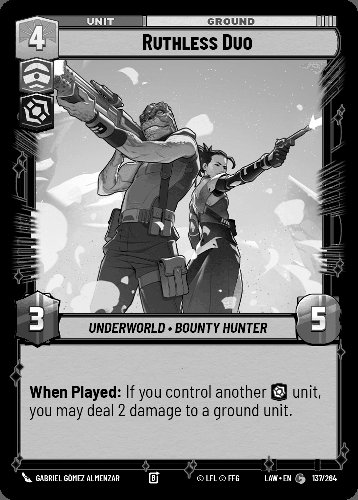 UNIT GROUND
4 RUTHLESS DUO
3 5
UNDERWORLD • BOUNTY HUNTER
When Played: If you control another unit,
you may deal 2 damage to a ground unit.
GABRIEL GÓMEZ ALMENZAR © LFL © FFG LAW • EN C 137/264